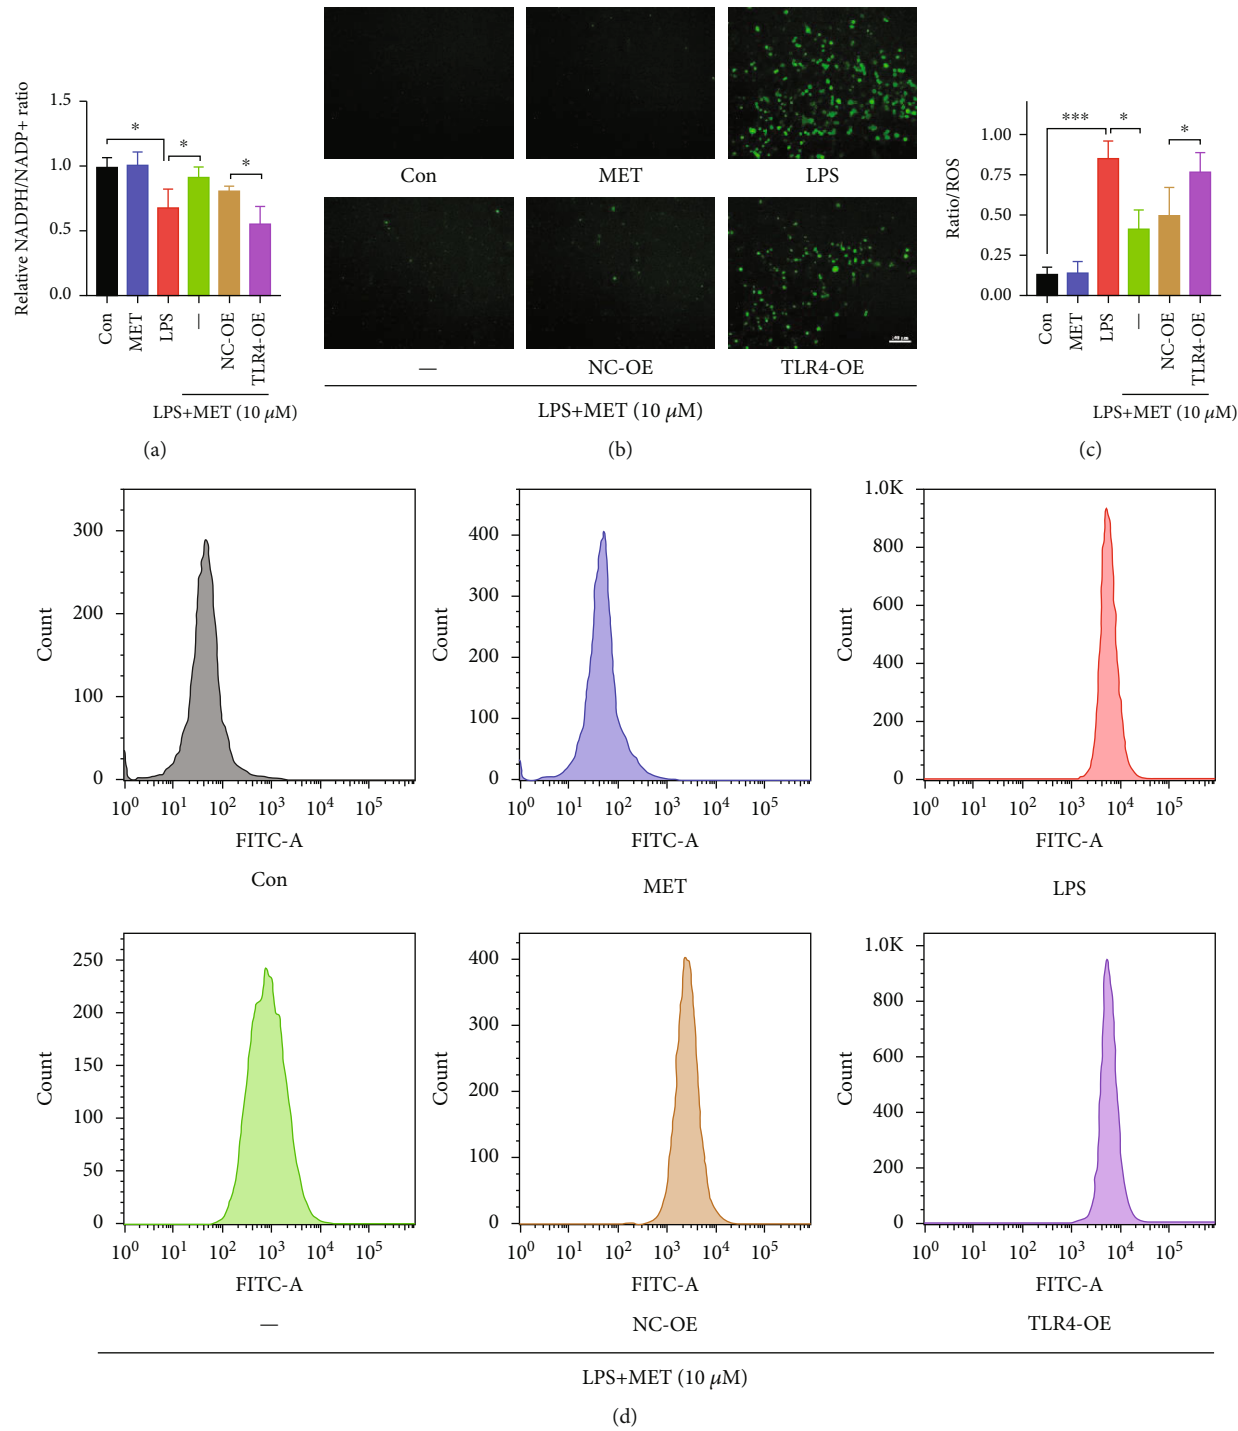 Relative NADPH/NADP+ ratio
1.5
1.0
0.5
0.0
*
*
*
Con
MET
LPS
—
NC-OE
TLR4-OE
LPS+MET (10 μM)
(a)
Con
MET
LPS
—
NC-OE
TLR4-OE
LPS+MET (10 μM)
(b)
Ratio/ROS
1.00
0.75
0.50
0.25
0.00
***
*
*
Con
MET
LPS
—
NC-OE
TLR4-OE
LPS+MET (10 μM)
(c)
Count
300
200
100
0
10⁰ 10¹ 10² 10³ 10⁴ 10⁵
FITC-A
Con
Count
400
300
200
100
0
10⁰ 10¹ 10² 10³ 10⁴ 10⁵
FITC-A
MET
Count
1.0K
800
600
400
200
0
10⁰ 10¹ 10² 10³ 10⁴ 10⁵
FITC-A
LPS
Count
250
200
150
100
50
0
10⁰ 10¹ 10² 10³ 10⁴ 10⁵
FITC-A
—
Count
400
300
200
100
0
10⁰ 10¹ 10² 10³ 10⁴ 10⁵
FITC-A
NC-OE
Count
1.0K
800
600
400
200
0
10⁰ 10¹ 10² 10³ 10⁴ 10⁵
FITC-A
TLR4-OE
LPS+MET (10 μM)
(d)